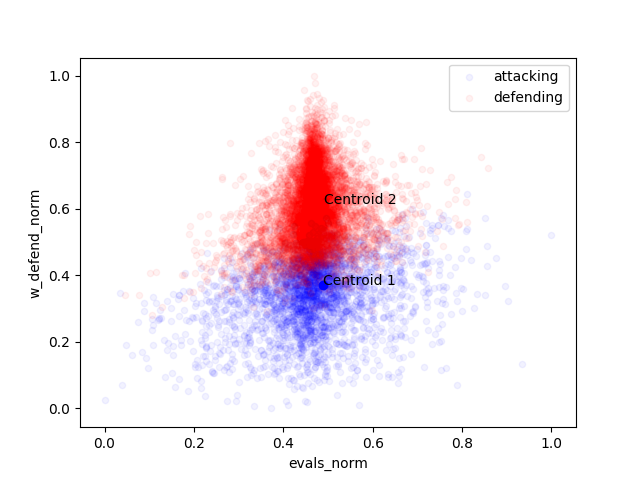 attacking
defending
1.0
0.8
0.6
0.4
0.2
0.0
w_defend_norm
Centroid 2
Centroid 1
0.0 0.2 0.4 0.6 0.8 1.0
evals_norm